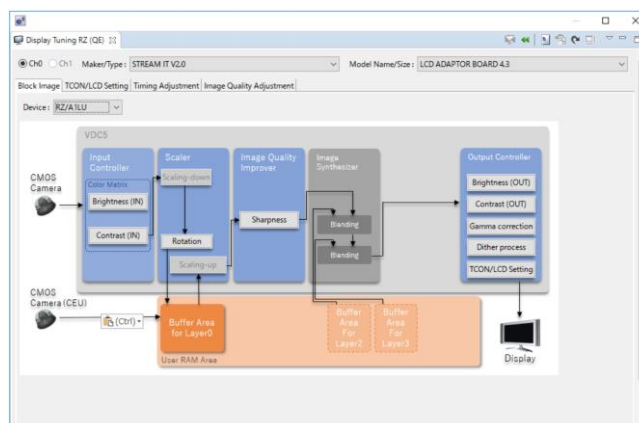 Display Tuning RZ (QE)
Ch0 Ch1 Maker/Type : STREAM IT V2.0 Model Name/Size : LCD ADAPTOR BOARD 4.3
Block Image TCON/LCD Setting Timing Adjustment Image Quality Adjustment
Device : RZ/A1LU
VDC5
Input
Controller
Color Matrix
Brightness (IN)
Contrast (IN)
Scaler
Scaling-down
Rotation
Scaling-up
Image Quality
Improver
Sharpness
Image
Synthesizer
Blending
Blending
Output Controller
Brightness (OUT)
Contrast (OUT)
Gamma correction
Dither process
TCON/LCD Setting
CMOS
Camera
CMOS
Camera (CEU)
(Ctrl)
Buffer Area
for Layer0
User RAM Area
Buffer
Area
For
Layer2
Buffer
Area
For
Layer3
Display